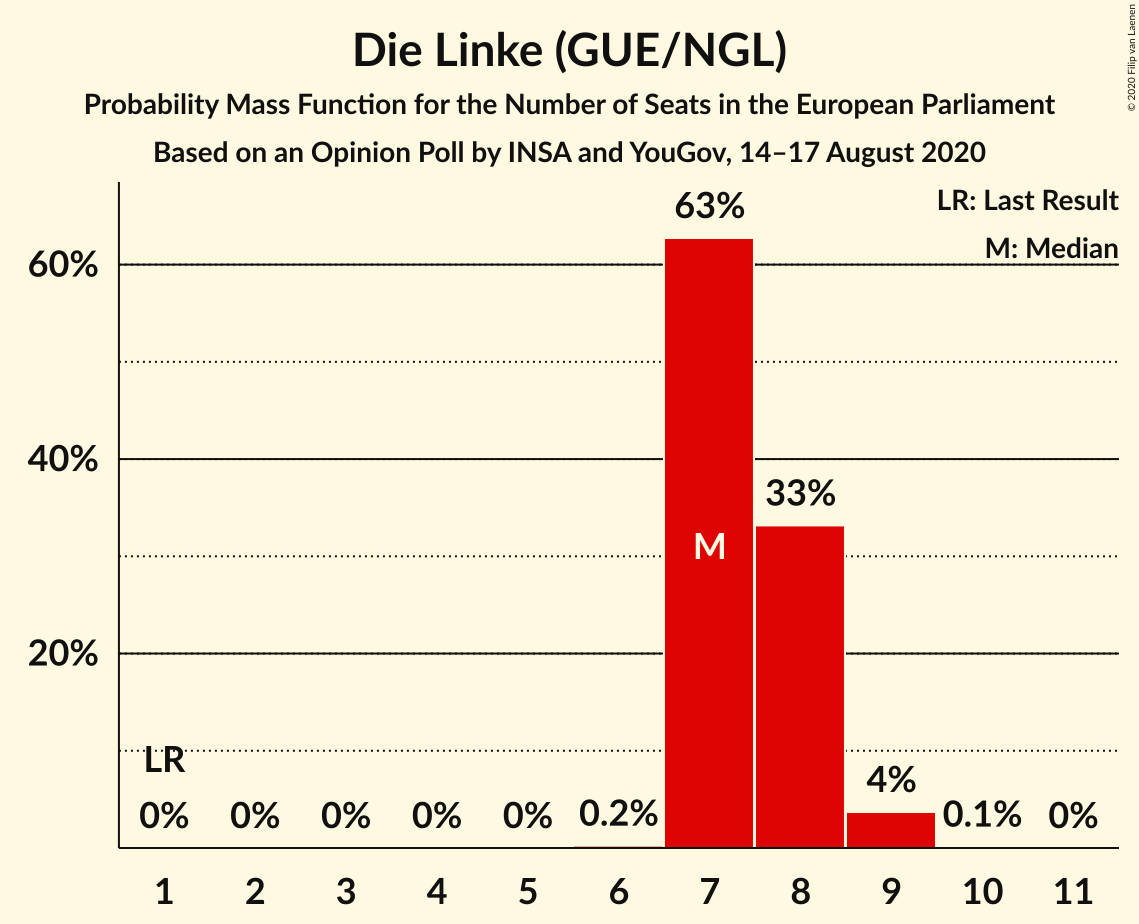 Die Linke (GUE/NGL)
Probability Mass Function for the Number of Seats in the European Parliament
Based on an Opinion Poll by INSA and YouGov, 14–17 August 2020
© 2020 Filip van Laenen
LR: Last Result
M: Median
63%
60%
40%
33%
M
20%
LR
4%
0% 0% 0% 0% 0% 0.2% 0.1% 0%
1 2 3 4 5 6 7 8 9 10 11